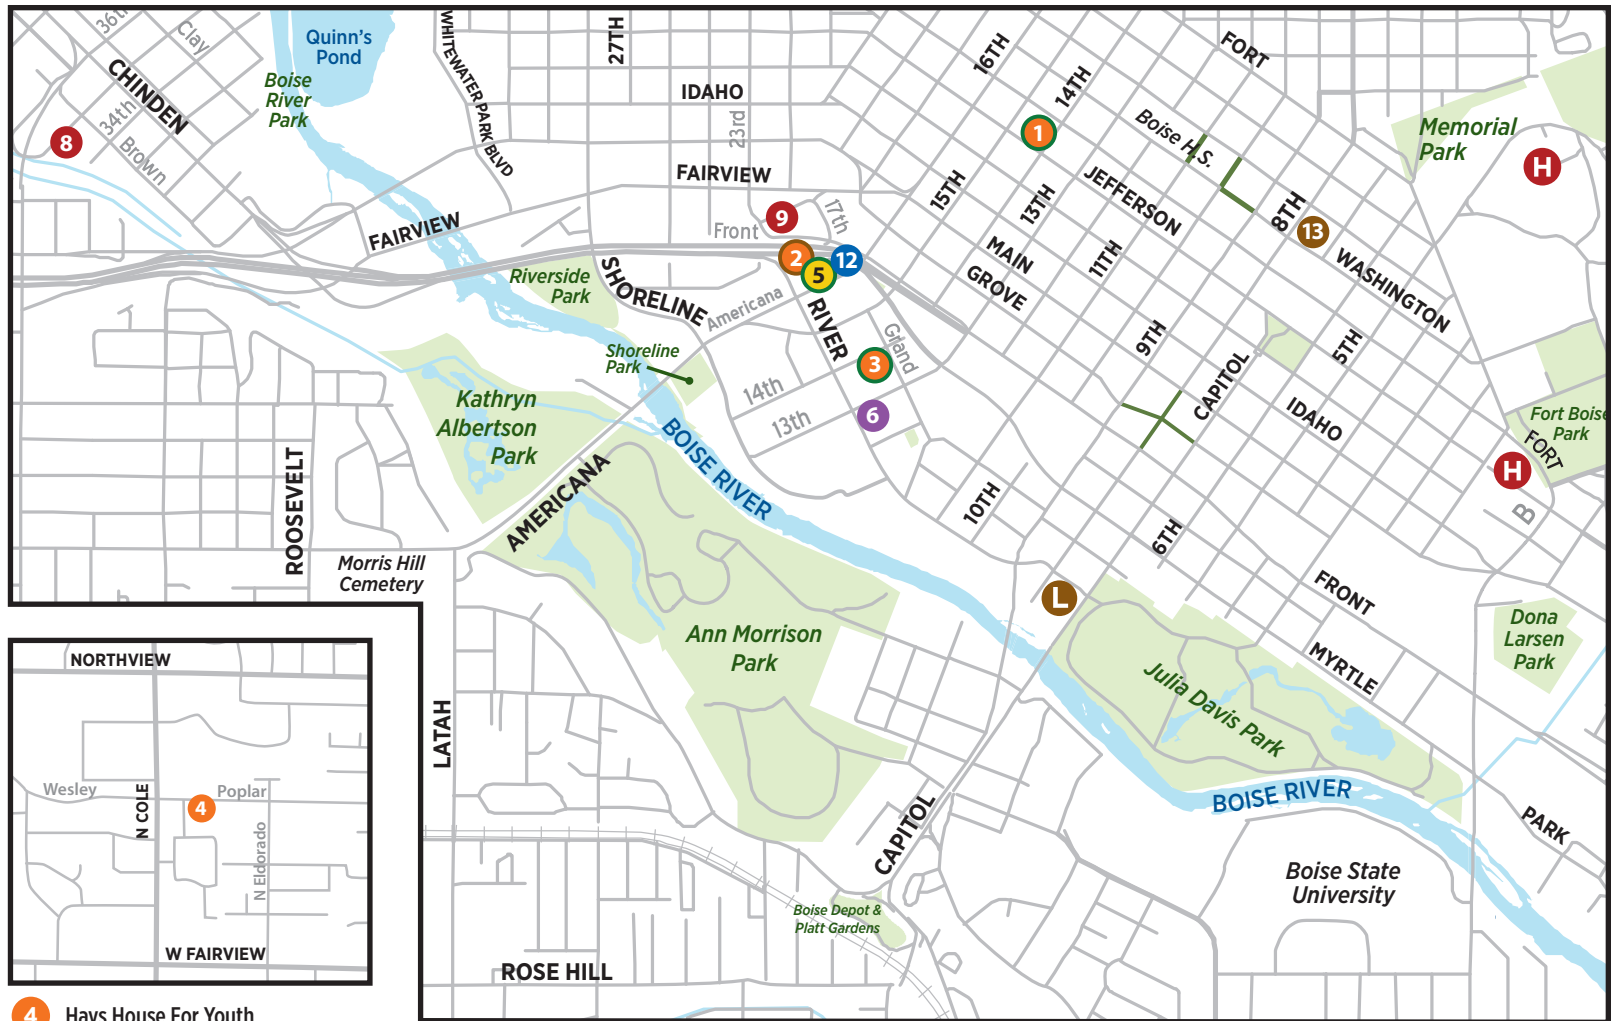 36th
Clay
CHINDEN
34th
Brown
8
Quinn's
Pond
Boise
River
Park
WHITEWATER PARK BLVD
27TH
IDAHO
23rd
FAIRVIEW
FAIRVIEW
9
Front
17th
2
5
12
Riverside
Park
SHORELINE
Americana
RIVER
Grand
3
6
Shoreline
Park
14th
13th
16TH
14TH
1
Boise H.S.
FORT
Memorial
Park
H
15TH
13TH
JEFFERSON
8TH
13
WASHINGTON
MAIN
GROVE
11TH
9TH
CAPITOL
5TH
IDAHO
Fort Boise
Park
FORT
H
B
Kathryn
Albertson
Park
ROOSEVELT
AMERICANA
BOISE RIVER
10TH
6TH
Morris Hill
Cemetery
L
FRONT
MYRTLE
Dona
Larsen
Park
Ann Morrison
Park
Julia Davis Park
LATAH
BOISE RIVER
CAPITOL
PARK
Boise State
University
Boise Depot &
Platt Gardens
ROSE HILL
NORTHVIEW
Wesley
N COLE
Poplar
4
N Eldorado
W FAIRVIEW
4 Hays House For Youth